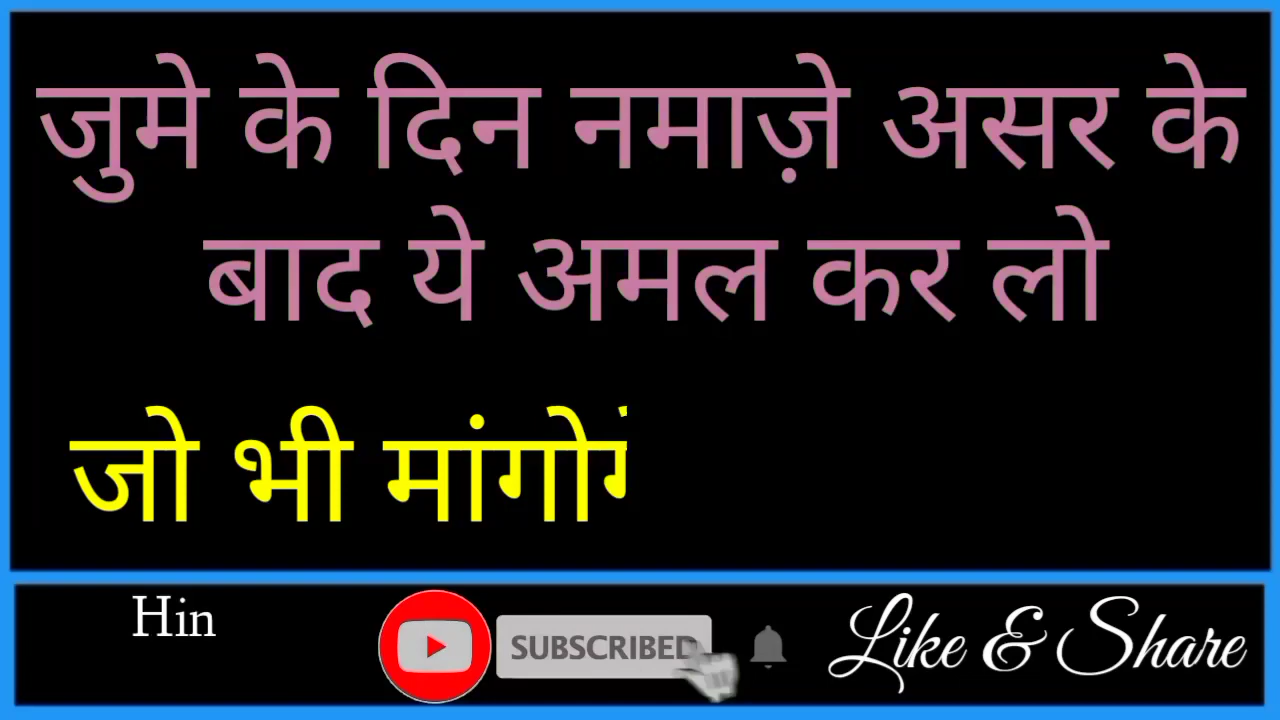 जुमे के दिन नमाज़े असर के
बाद ये अमल कर लो
जो भी मांगोगे
Hin
SUBSCRIBED
Like & Share